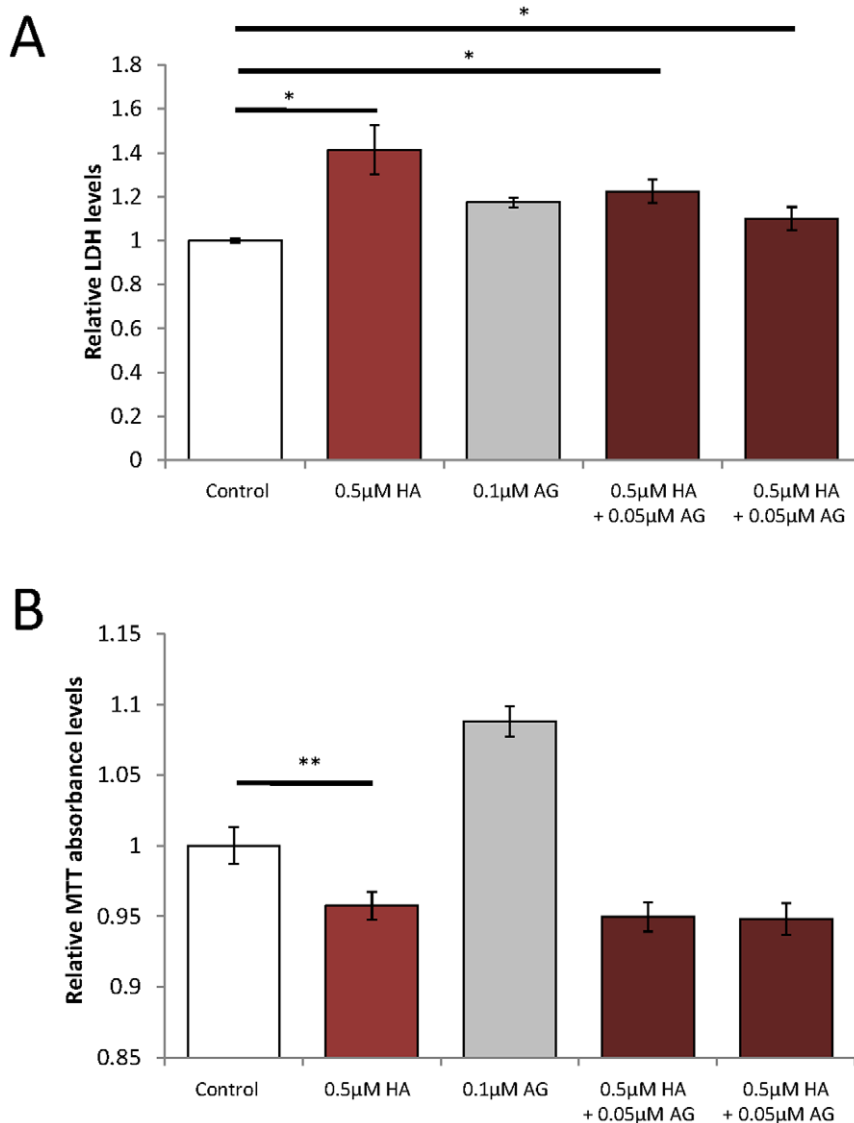 A
*
*
*
Relative LDH levels
1.8
1.6
1.4
1.2
1
0.8
0.6
0.4
0.2
0
Control
0.5µM HA
0.1µM AG
0.5µM HA
+ 0.05µM AG
0.5µM HA
+ 0.05µM AG
B
**
Relative MTT absorbance levels
1.15
1.1
1.05
1
0.95
0.9
0.85
Control
0.5µM HA
0.1µM AG
0.5µM HA
+ 0.05µM AG
0.5µM HA
+ 0.05µM AG